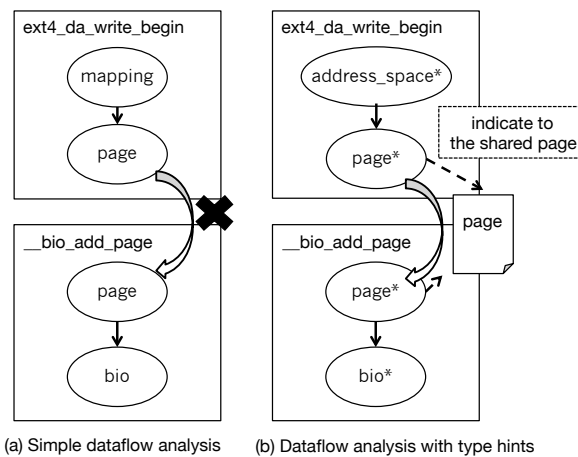 ext4_da_write_begin
mapping
page
__bio_add_page
page
bio
(a) Simple dataflow analysis
ext4_da_write_begin
address_space*
page*
indicate to
the shared page
page
__bio_add_page
page*
bio*
(b) Dataflow analysis with type hints